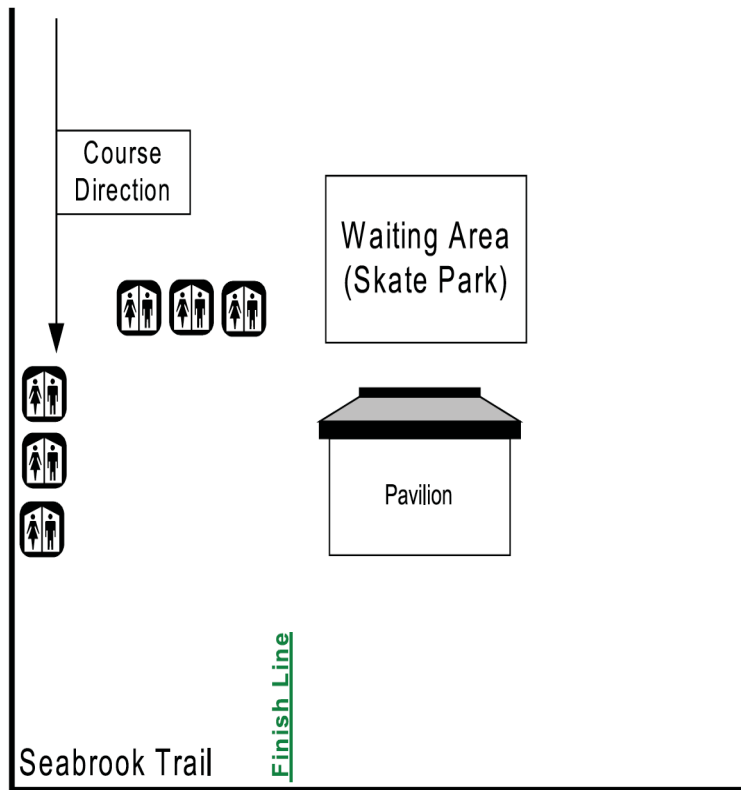 Course
Direction
Waiting Area
(Skate Park)
Pavilion
Finish Line
Seabrook Trail